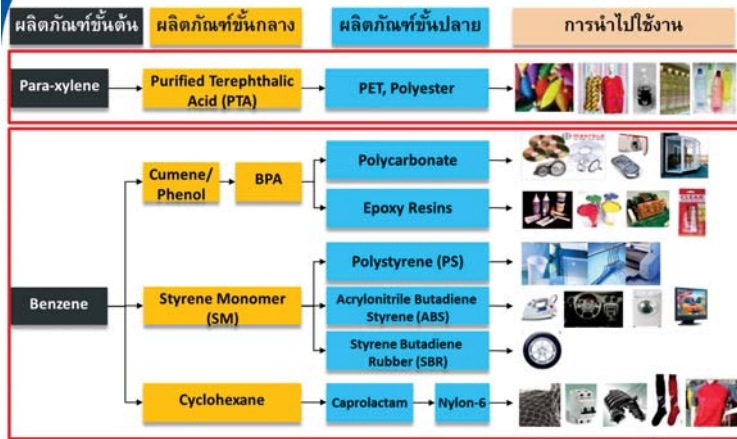 ผลิตภัณฑ์ขั้นต้น
ผลิตภัณฑ์ขั้นกลาง
ผลิตภัณฑ์ขั้นปลาย
การนำไปใช้งาน
Para-xylene
Purified Terephthalic
Acid (PTA)
PET, Polyester
Benzene
Cumene/
Phenol
BPA
Polycarbonate
Epoxy Resins
Styrene Monomer
(SM)
Polystyrene (PS)
Acrylonitrile Butadiene
Styrene (ABS)
Styrene Butadiene
Rubber (SBR)
Cyclohexane
Caprolactam
Nylon-6